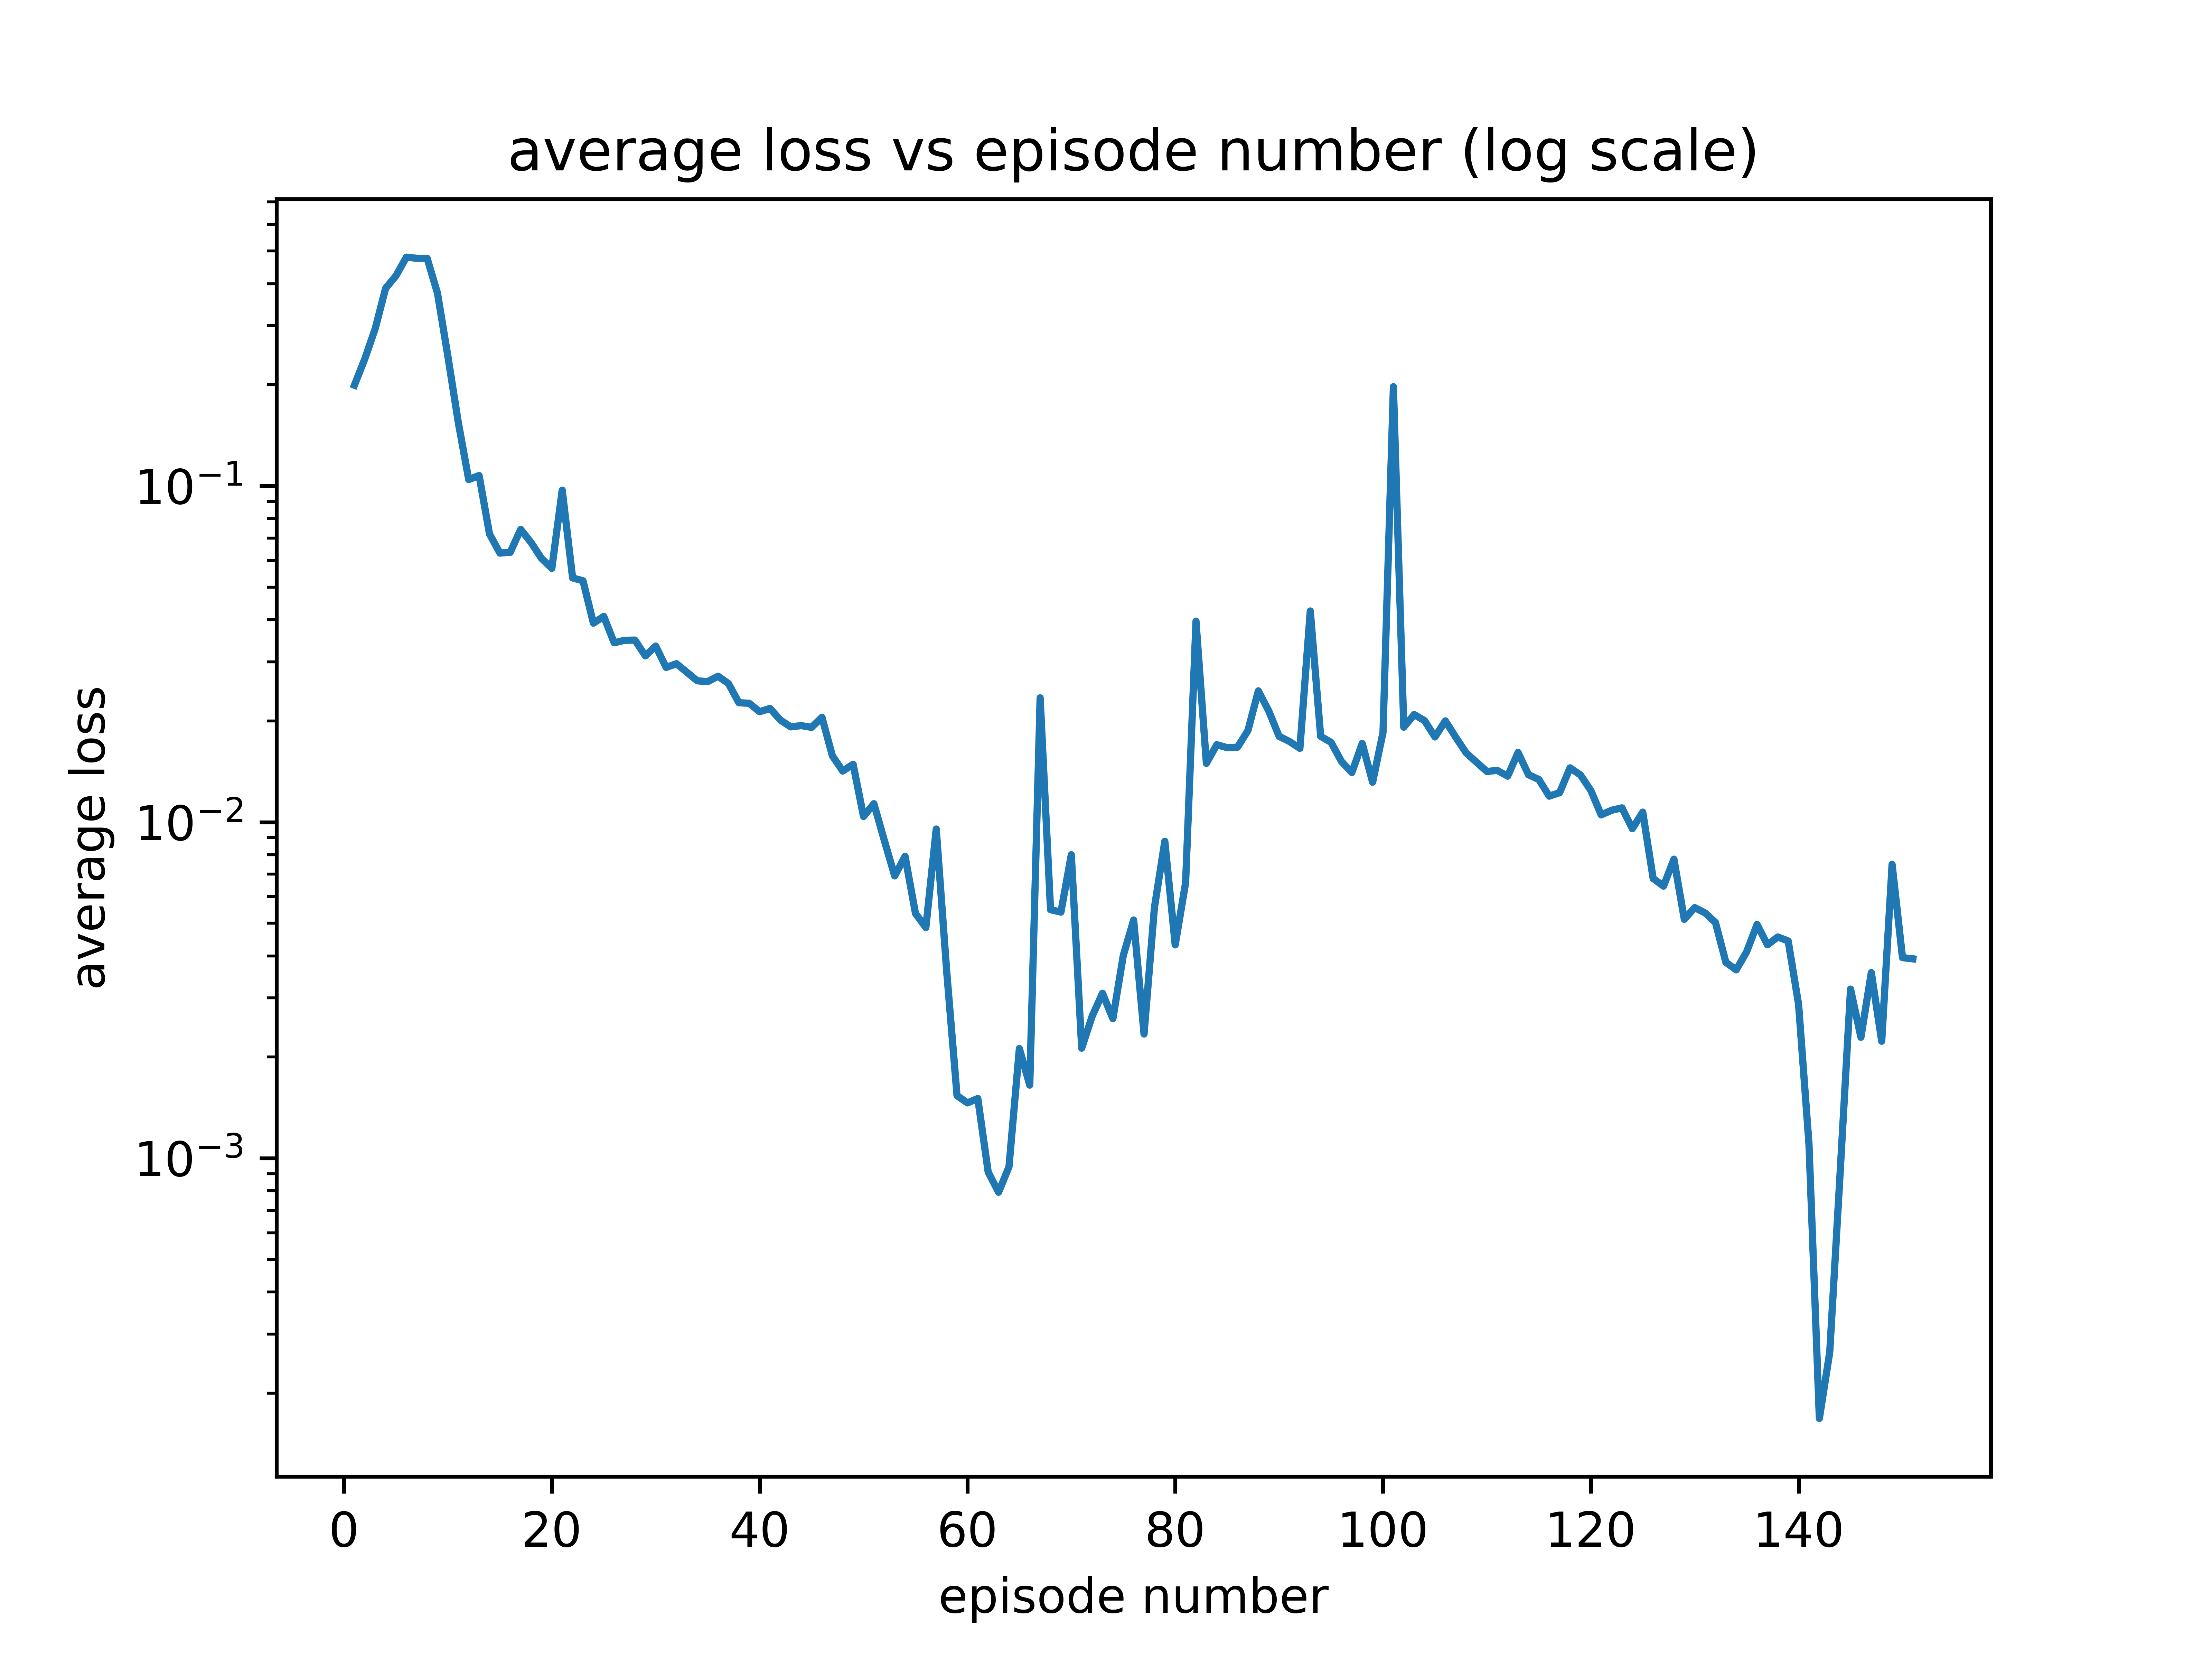 average loss vs episode number (log scale)
average loss
10⁻¹
10⁻²
10⁻³
0 20 40 60 80 100 120 140
episode number